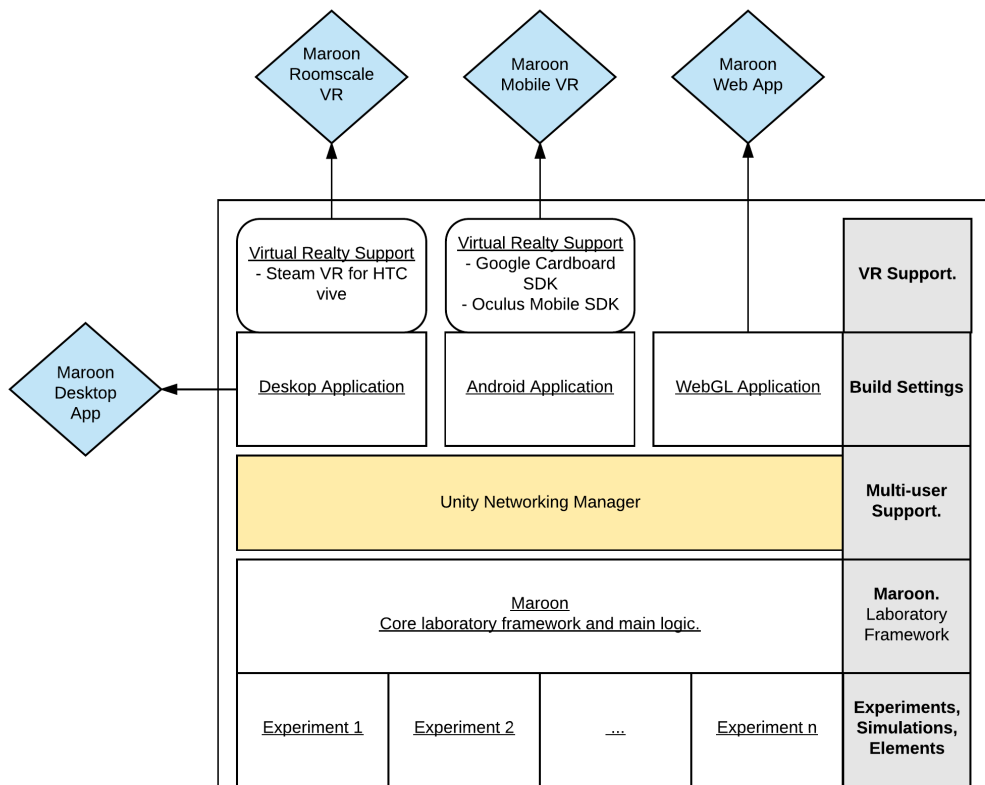 Maroon
Roomscale
VR
Maroon
Mobile VR
Maroon
Web App
Virtual Realty Support
- Steam VR for HTC
vive
Virtual Realty Support
- Google Cardboard
SDK
- Oculus Mobile SDK
VR Support.
Maroon
Desktop
App
Deskop Application
Android Application
WebGL Application
Build Settings
Unity Networking Manager
Multi-user
Support.
Maroon
Core laboratory framework and main logic.
Maroon.
Laboratory
Framework
Experiment 1
Experiment 2
...
Experiment n
Experiments,
Simulations,
Elements